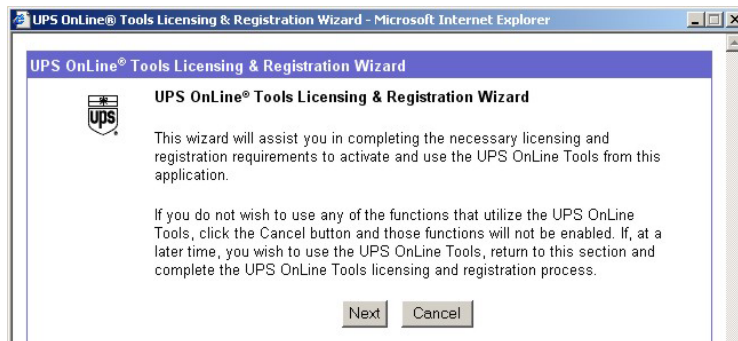 UPS OnLine® Tools Licensing & Registration Wizard - Microsoft Internet Explorer
UPS OnLine® Tools Licensing & Registration Wizard
UPS OnLine® Tools Licensing & Registration Wizard
ups
This wizard will assist you in completing the necessary licensing and
registration requirements to activate and use the UPS OnLine Tools from this
application.
If you do not wish to use any of the functions that utilize the UPS OnLine
Tools, click the Cancel button and those functions will not be enabled. If, at a
later time, you wish to use the UPS OnLine Tools, return to this section and
complete the UPS OnLine Tools licensing and registration process.
Next Cancel